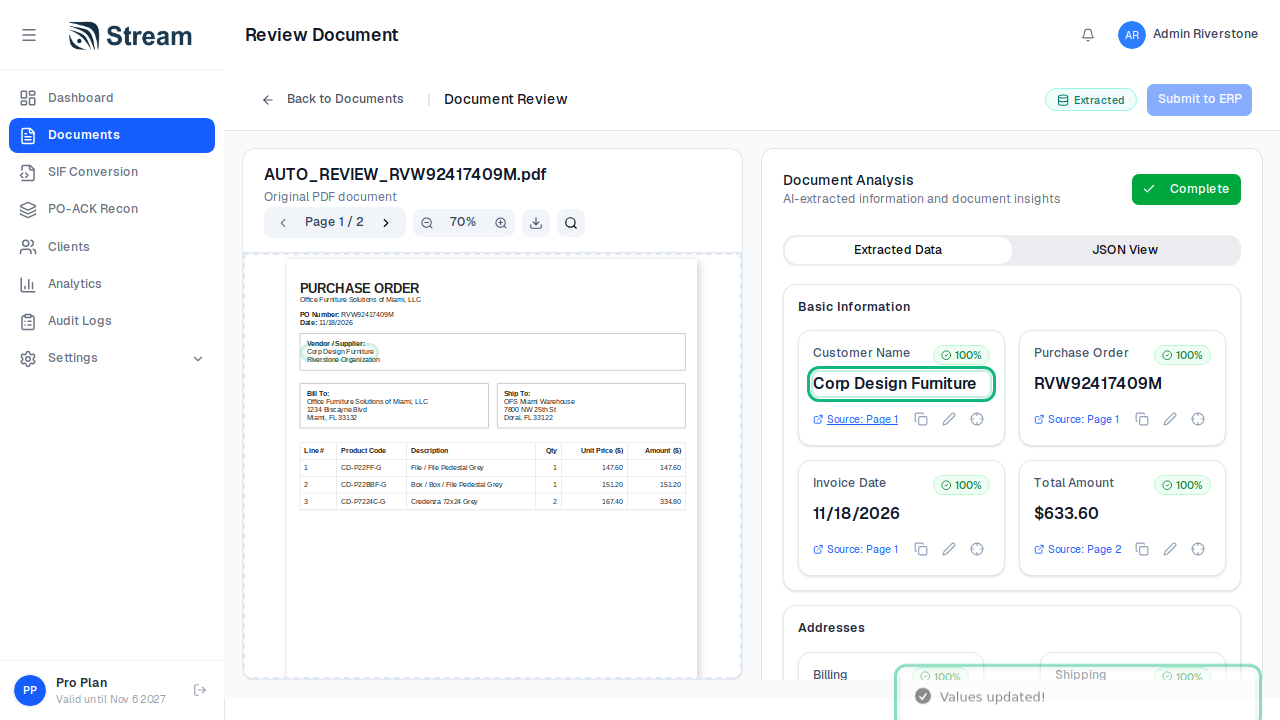 Stream
Review Document
AR
Admin Riverstone
Dashboard
Documents
SIF Conversion
PO-ACK Recon
Clients
Analytics
Audit Logs
Settings
PP
Pro Plan
Valid until Nov 6 2027
Back to Documents
Document Review
Extracted
Submit to ERP
AUTO_REVIEW_RVW92417409M.pdf
Original PDF document
Page 1 / 2
70%
PURCHASE ORDER
Office Furniture Solutions of Miami, LLC
PO Number: RVW92417409M
Date: 11/18/2026
Vendor / Supplier:
Corp Design Furniture
Riverstone Organization
Bill To:
Office Furniture Solutions of Miami, LLC
1234 Biscayne Blvd
Miami, FL 33132
Ship To:
OFS Miami Warehouse
7800 NW 25th St
Doral, FL 33122
Line # Product Code Description Qty Unit Price ($) Amount ($)
1 CD-P22FF-G File / File Pedestal Grey 1 147.60 147.60
2 CD-P22BBF-G Box / Box / File Pedestal Grey 1 151.20 151.20
3 CD-P7224C-G Credenza 72x24 Grey 2 167.40 334.80
Document Analysis
AI-extracted information and document insights
Complete
Extracted Data
JSON View
Basic Information
Customer Name
100%
Corp Design Furniture
Source: Page 1
Purchase Order
100%
RVW92417409M
Source: Page 1
Invoice Date
100%
11/18/2026
Source: Page 1
Total Amount
100%
$633.60
Source: Page 2
Addresses
Billing
100%
Shipping
100%
Values updated!